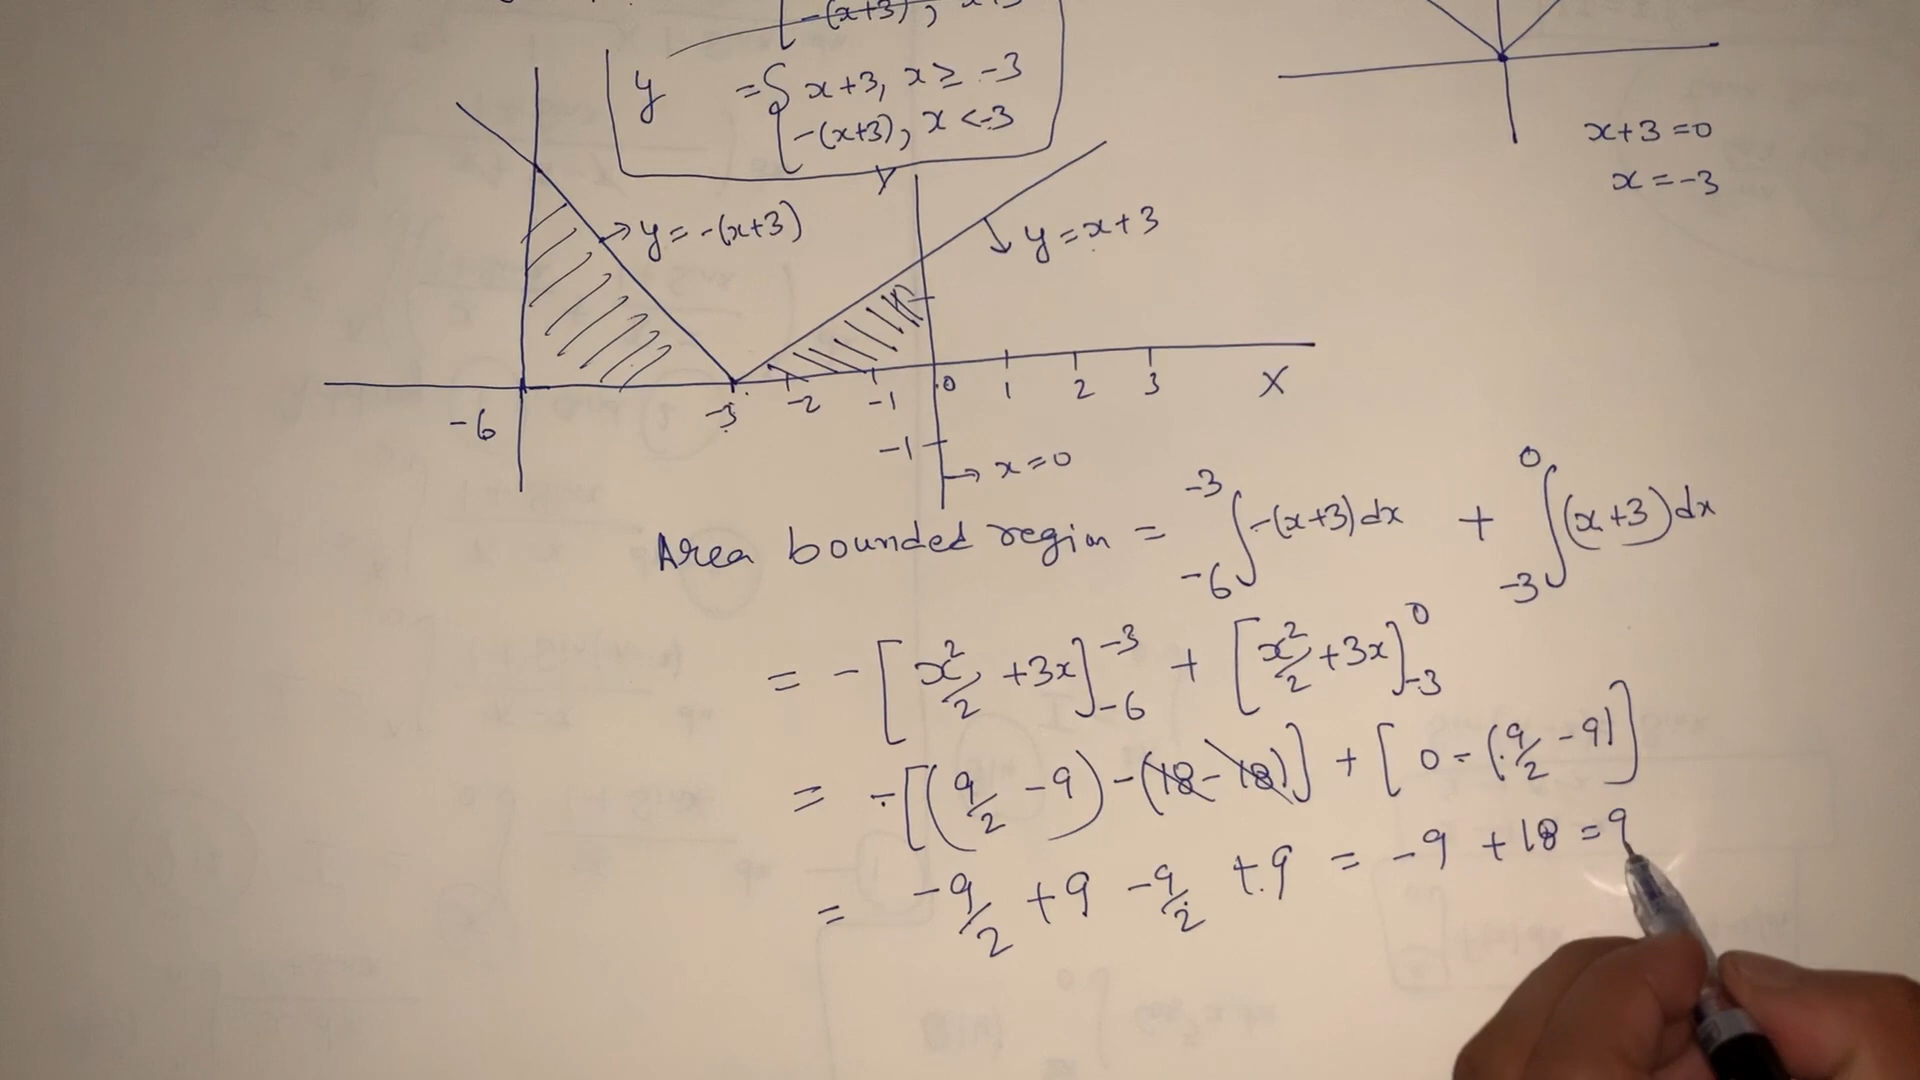 -(x+3), x
y = { x+3, x ≥ -3
-(x+3), x < -3
x+3 = 0
x = -3
Y
→ y = -(x+3)
y = x+3
-6 -3 -2 -1 0 1 2 3 X
-1
→ x = 0
Area bounded region = ∫_{-6}^{-3} -(x+3) dx + ∫_{-3}^{0} (x+3) dx
= -[x²/2 + 3x]_{-6}^{-3} + [x²/2 + 3x]_{-3}^{0}
= -[(9/2 - 9) - (18 - 18)] + [0 - (9/2 - 9)]
= -9/2 + 9 - 9/2 + 9 = -9 + 18 = 9